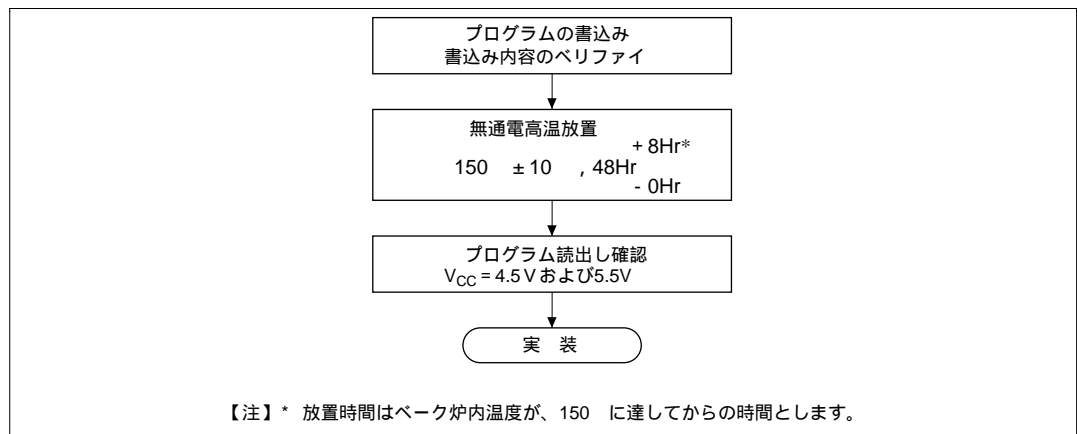 プログラムの書込み
書込み内容のベリファイ
無通電高温放置
+ 8Hr*
150 ± 10 , 48Hr
- 0Hr
プログラム読出し確認
VCC = 4.5 V および5.5V
実 装
【注】* 放置時間はベーク炉内温度が、150 に達してからの時間とします。